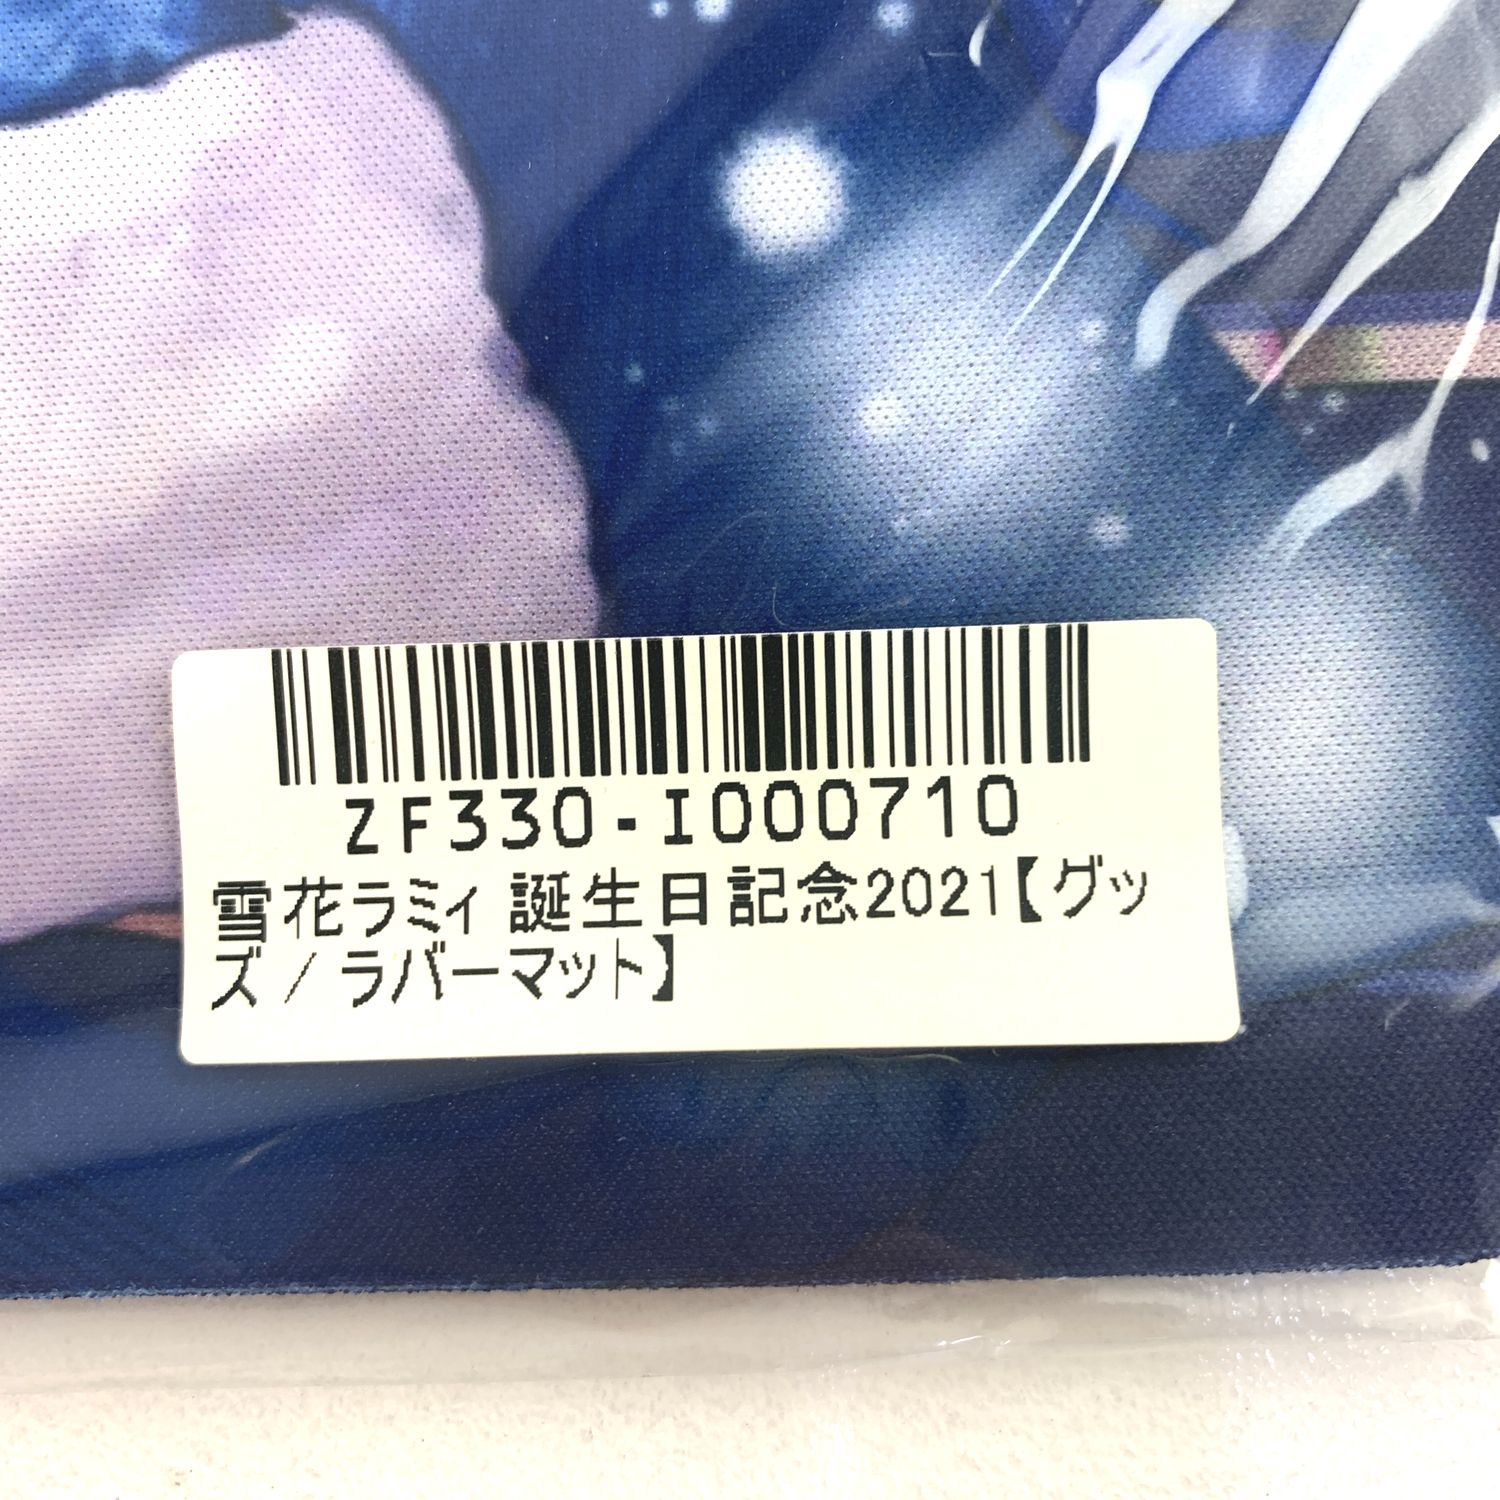 ZF330-I000710
雪花ラミィ 誕生日記念2021【グッ
ズ / ラバーマット】